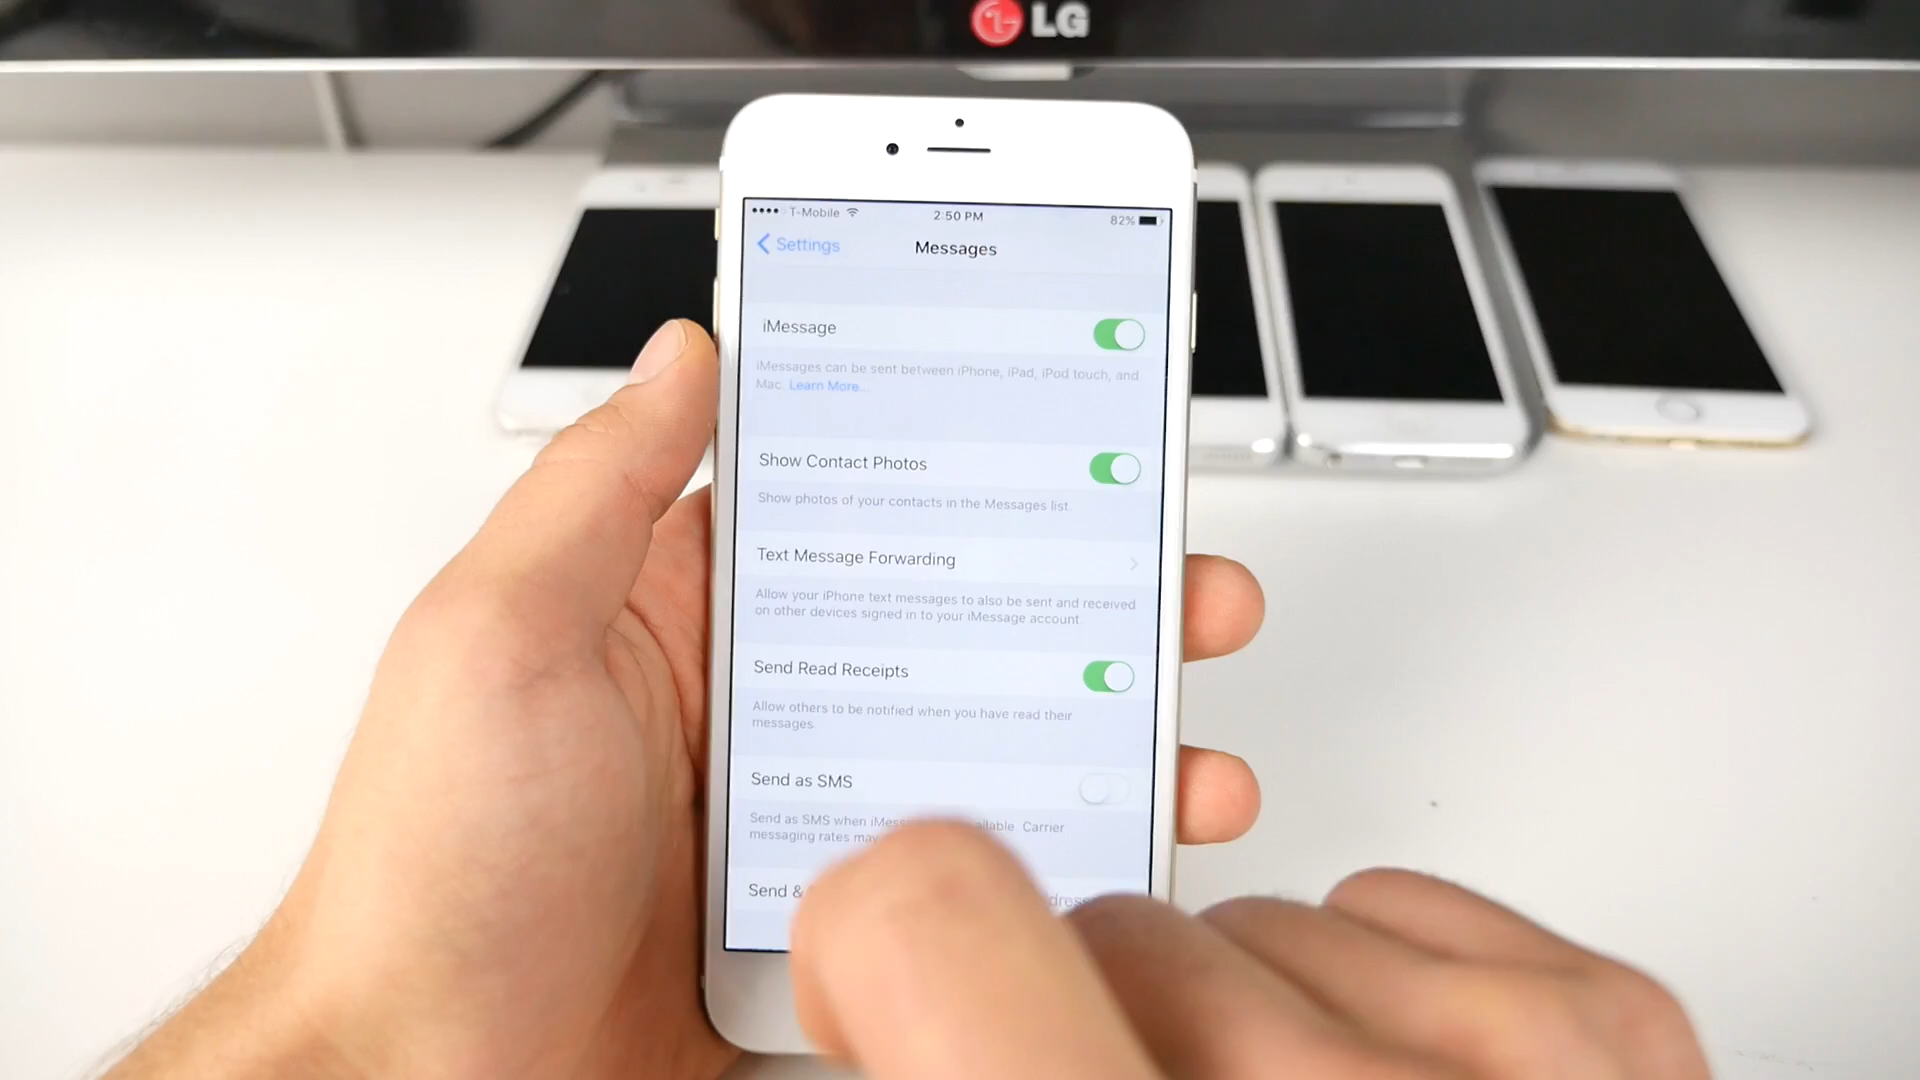 LG
T-Mobile 2:50 PM 82%
Settings Messages
iMessage
iMessages can be sent between iPhone, iPad, iPod touch, and
Mac. Learn More...
Show Contact Photos
Show photos of your contacts in the Messages list.
Text Message Forwarding
Allow your iPhone text messages to also be sent and received
on other devices signed in to your iMessage account.
Send Read Receipts
Allow others to be notified when you have read their
messages.
Send as SMS
Send as SMS when Carrier
messaging rates may
Send &